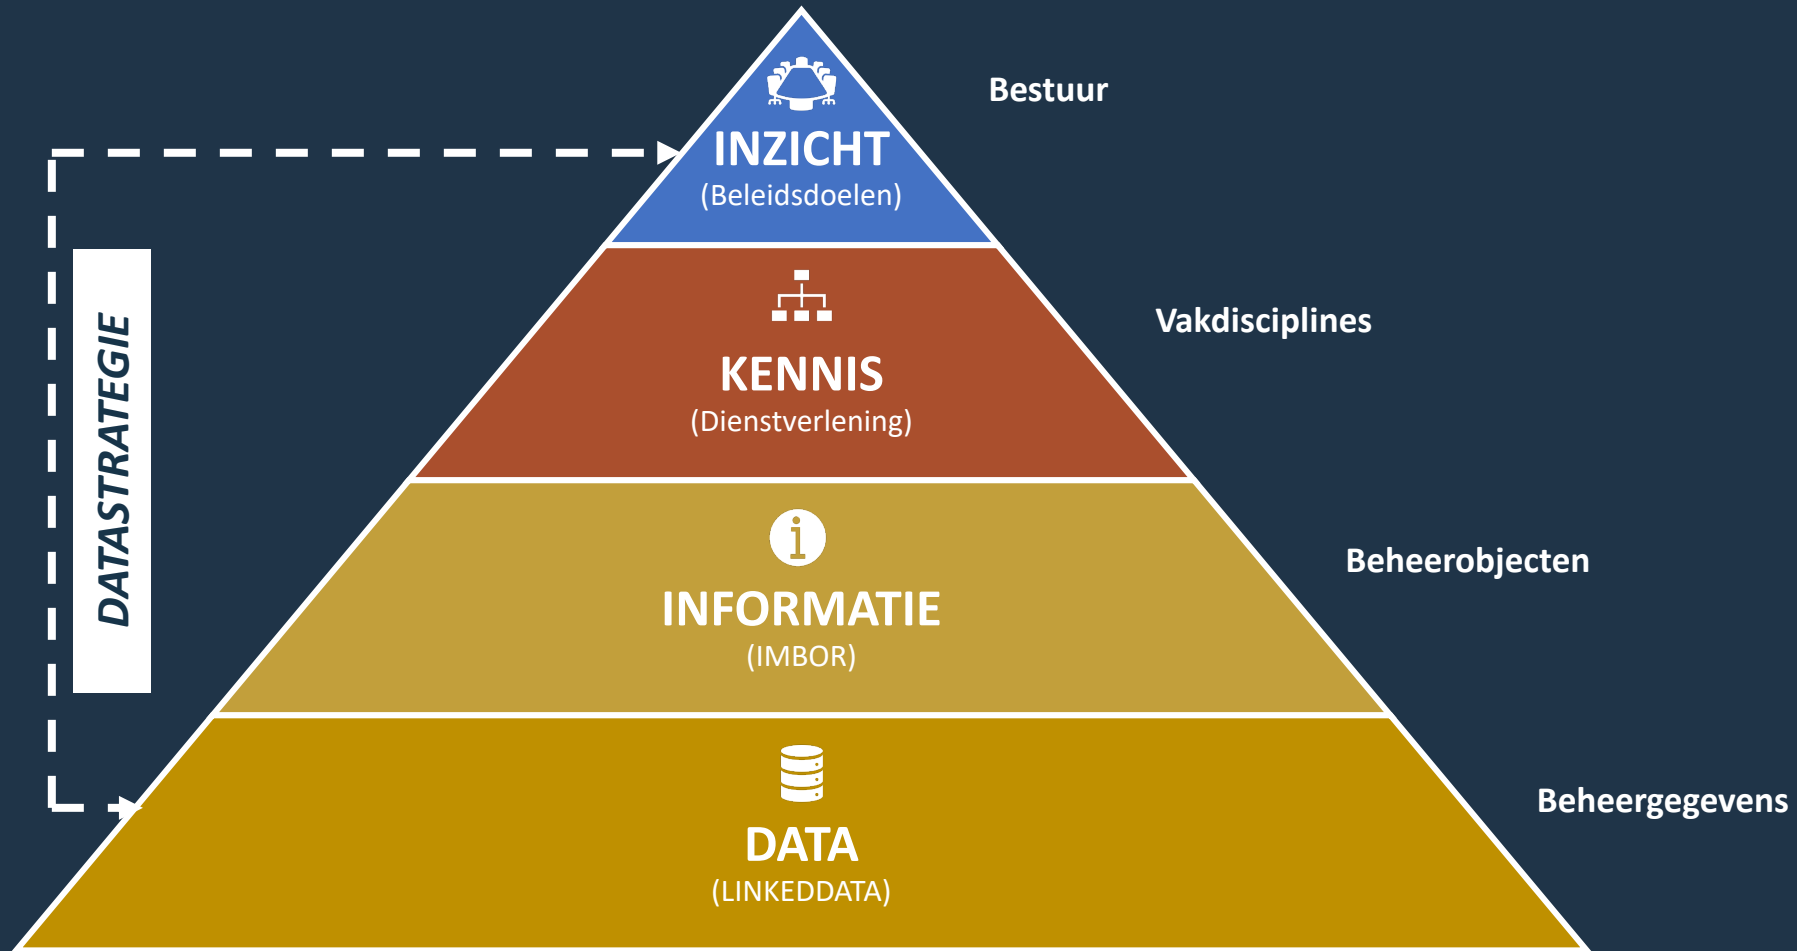 Bestuur
INZICHT
(Beleidsdoelen)
DATASTRATEGIE
Vakdisciplines
KENNIS
(Dienstverlening)
Beheerobjecten
INFORMATIE
(IMBOR)
Beheergegevens
DATA
(LINKEDDATA)